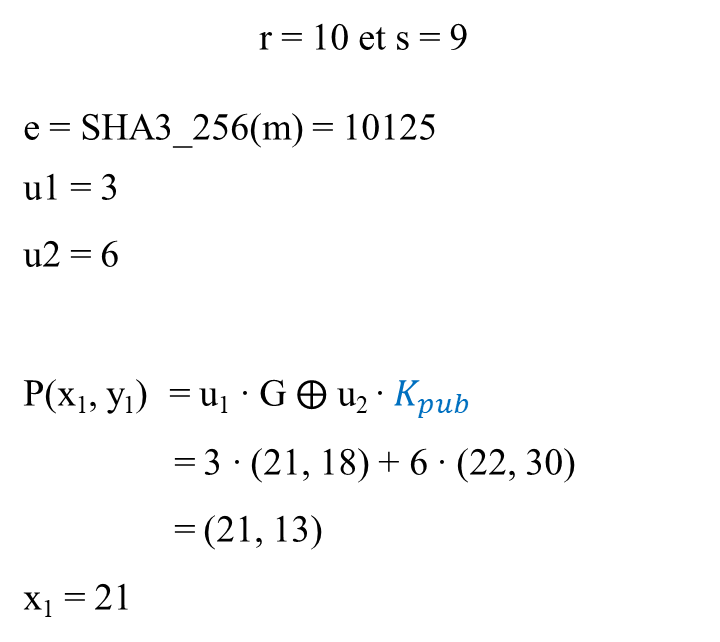 r = 10 et s = 9
e = SHA3_256(m) = 10125
u1 = 3
u2 = 6
P(x₁, y₁) = u₁ · G ⊕ u₂ · K_pub
= 3 · (21, 18) + 6 · (22, 30)
= (21, 13)
x₁ = 21